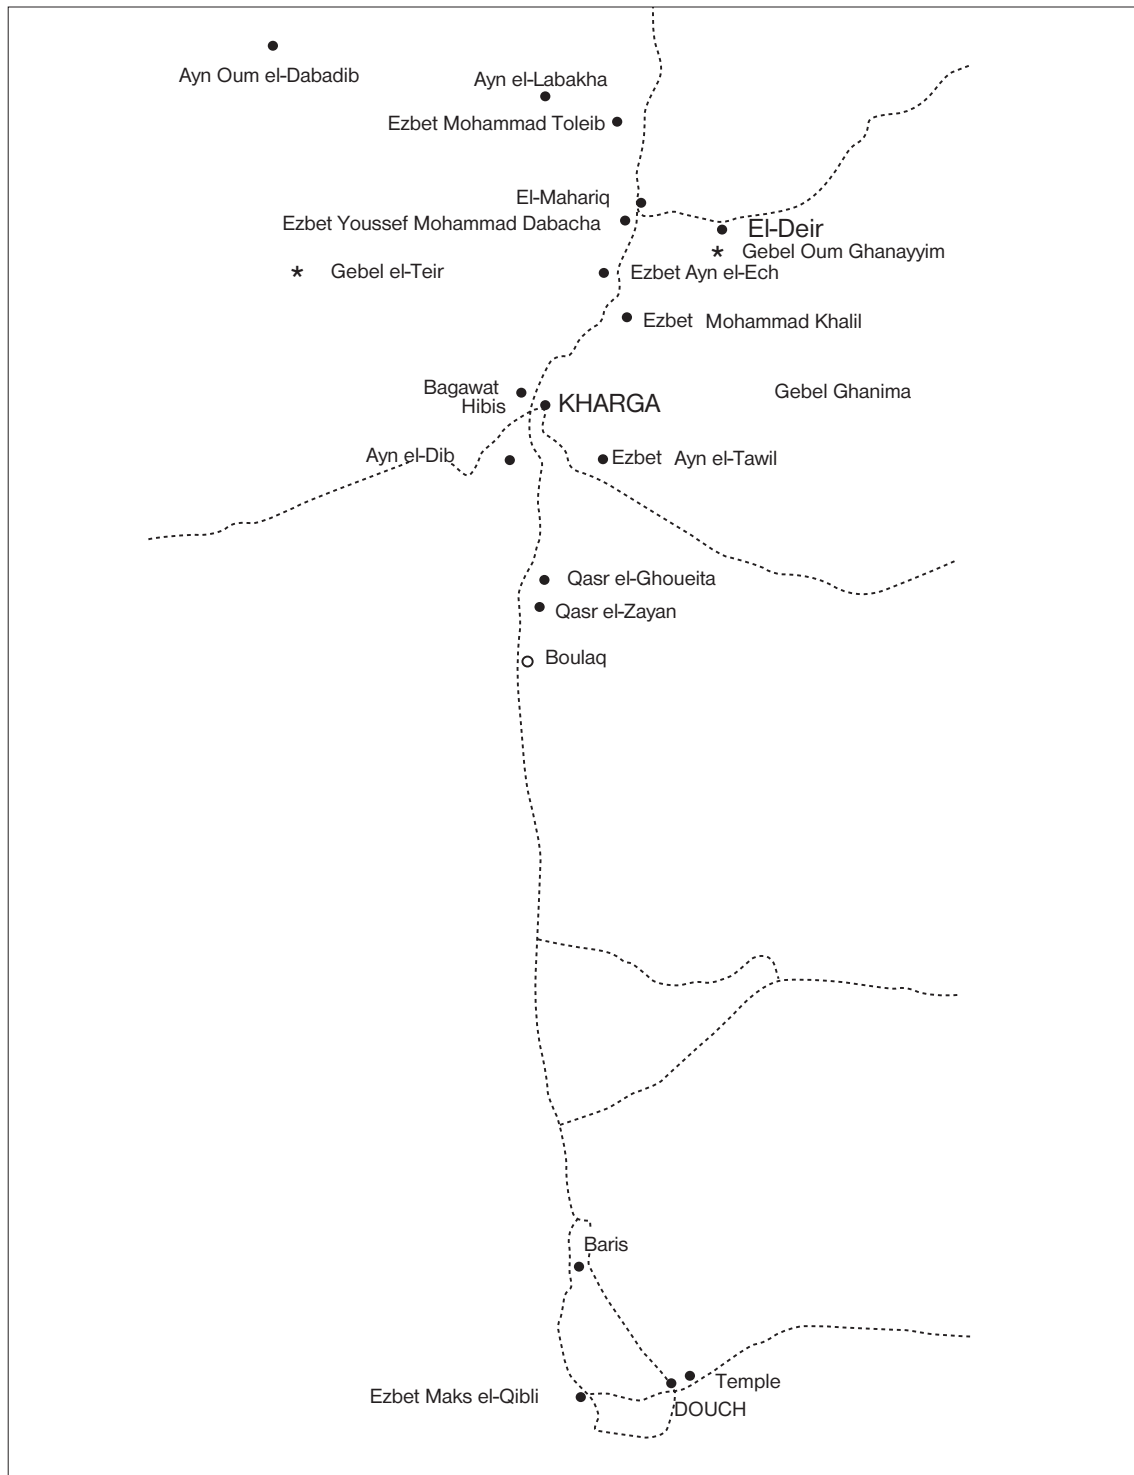 Ayn Oum el-Dabadib
Ayn el-Labakha
Ezbet Mohammad Toleib
El-Mahariq
Ezbet Youssef Mohammad Dabacha
El-Deir
* Gebel Oum Ghanayyim
* Gebel el-Teir
Ezbet Ayn el-Ech
Ezbet Mohammad Khalil
Bagawat
Gebel Ghanima
Hibis
KHARGA
Ayn el-Dib
Ezbet Ayn el-Tawil
Qasr el-Ghoueita
Qasr el-Zayan
Boulaq
Baris
Temple
Ezbet Maks el-Qibli
DOUCH